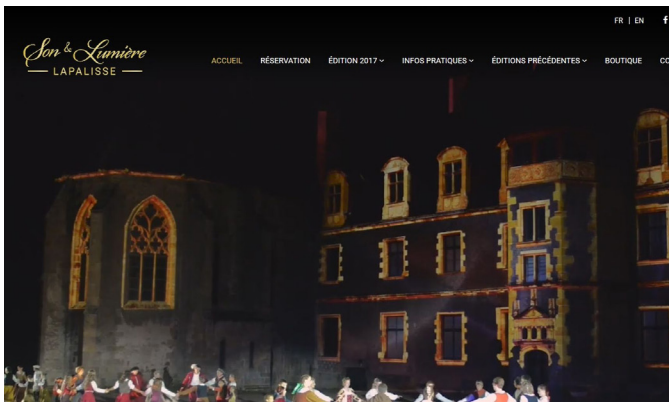 FR | EN
Son & Lumière
LAPALISSE
ACCUEIL RÉSERVATION ÉDITION 2017 INFOS PRATIQUES ÉDITIONS PRÉCÉDENTES BOUTIQUE